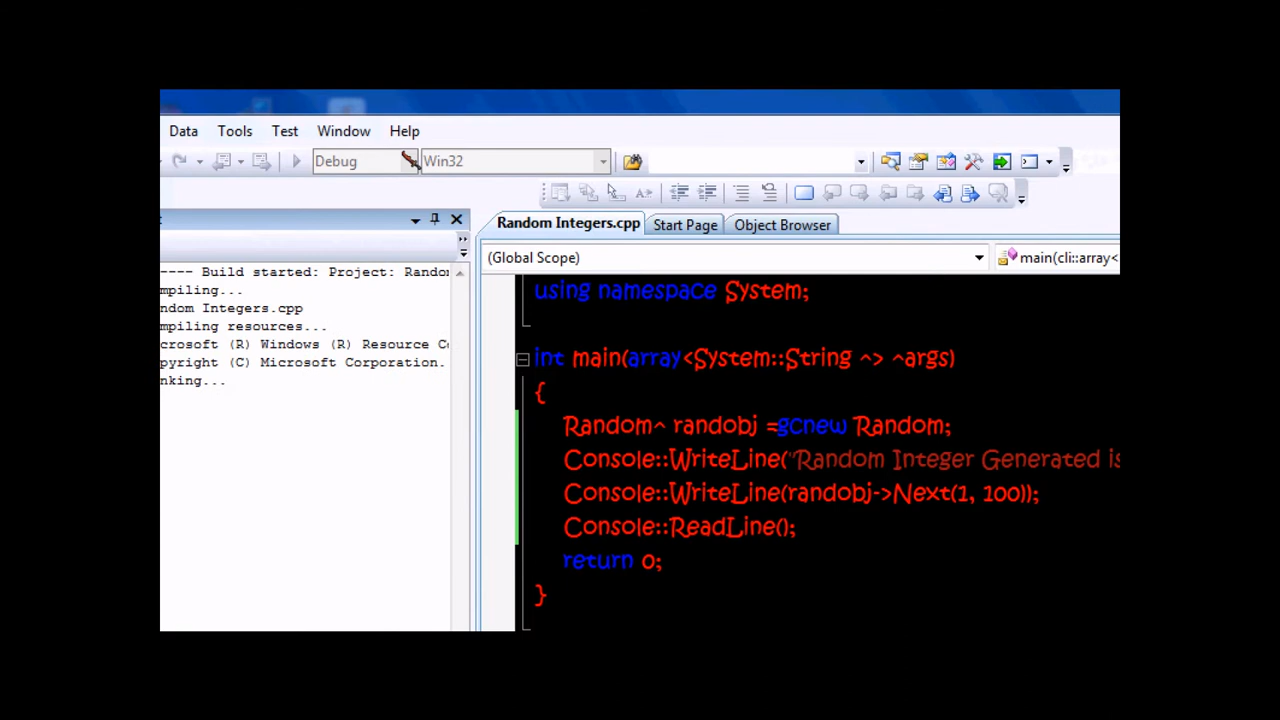 Data Tools Test Window Help
Debug Win32
Random Integers.cpp Start Page Object Browser
(Global Scope) main(cli::array<
---- Build started: Project: Rando
mpiling...
ndom Integers.cpp
mpiling resources...
crosoft (R) Windows (R) Resource Co
pyright (C) Microsoft Corporation.
nking...
using namespace System;
int main(array<System::String ^> ^args)
{
Random^ randobj =gcnew Random;
Console::WriteLine("Random Integer Generated is
Console::WriteLine(randobj->Next(1, 100));
Console::ReadLine();
return 0;
}